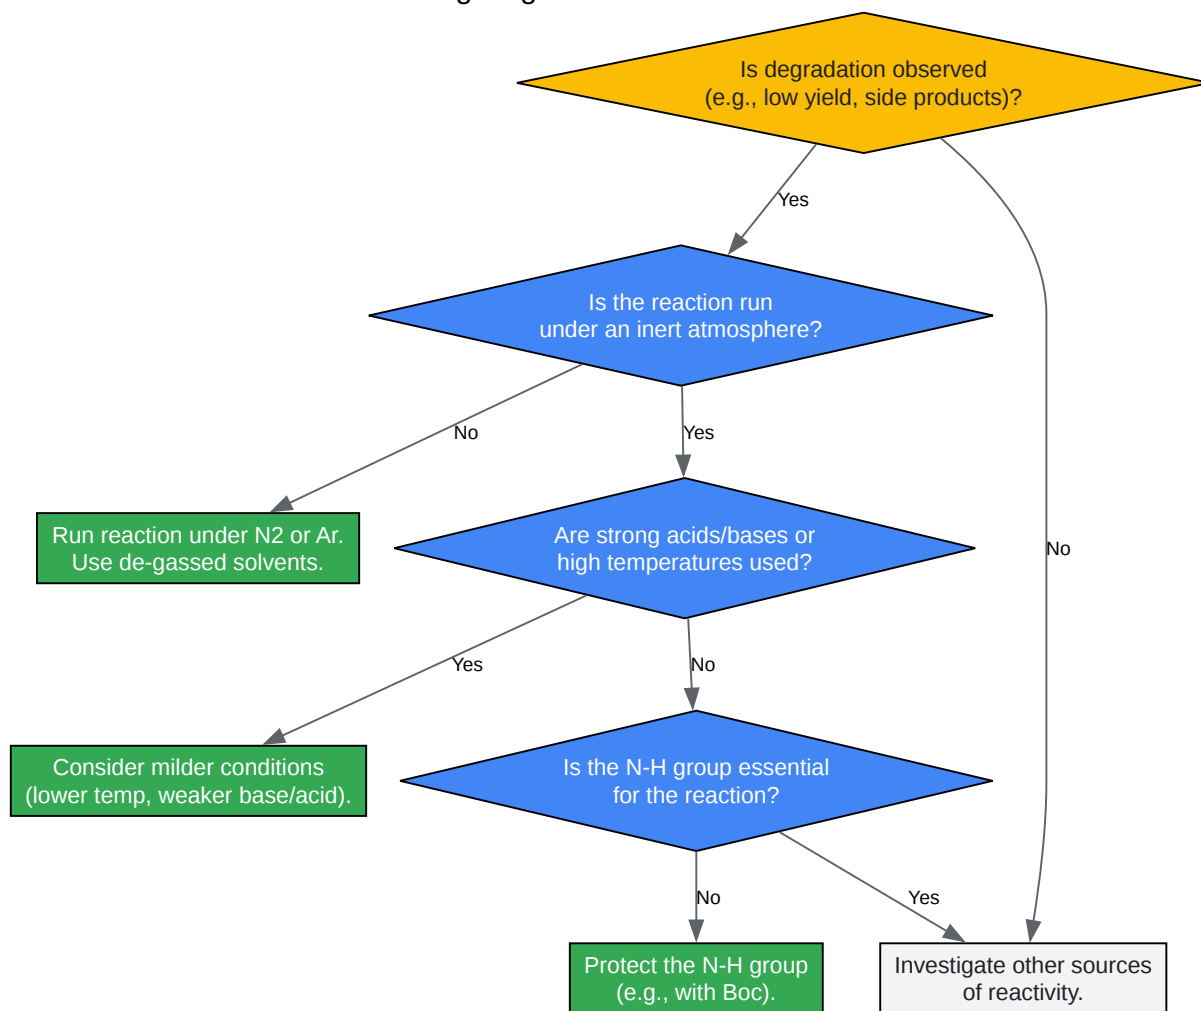 Is degradation observed
(e.g., low yield, side products)?
Yes
Is the reaction run
under an inert atmosphere?
No
Yes
Run reaction under N2 or Ar.
Use de-gassed solvents.
Are strong acids/bases or
high temperatures used?
No
Yes
No
Consider milder conditions
(lower temp, weaker base/acid).
Is the N-H group essential
for the reaction?
No
Yes
Protect the N-H group
(e.g., with Boc).
Investigate other sources
of reactivity.